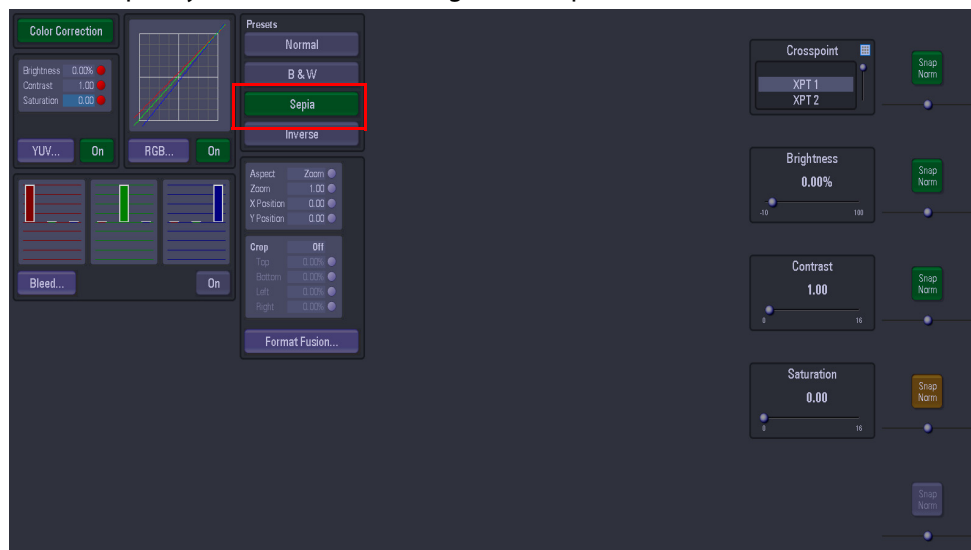 Color Correction
Brightness 0.00%
Contrast 1.00
Saturation 0.00
YUV... On
RGB... On
Bleed... On
Presets
Normal
B & W
Sepia
Inverse
Aspect Zoom
Zoom 1.00
X Position 0.00
Y Position 0.00
Crop Off
Top 0.00%
Bottom 0.00%
Left 0.00%
Right 0.00%
Format Fusion...
Crosspoint
XPT 1
XPT 2
Snap
Norm
Brightness
0.00%
-10 100
Snap
Norm
Contrast
1.00
0 16
Snap
Norm
Saturation
0.00
0 16
Snap
Norm
Snap
Norm